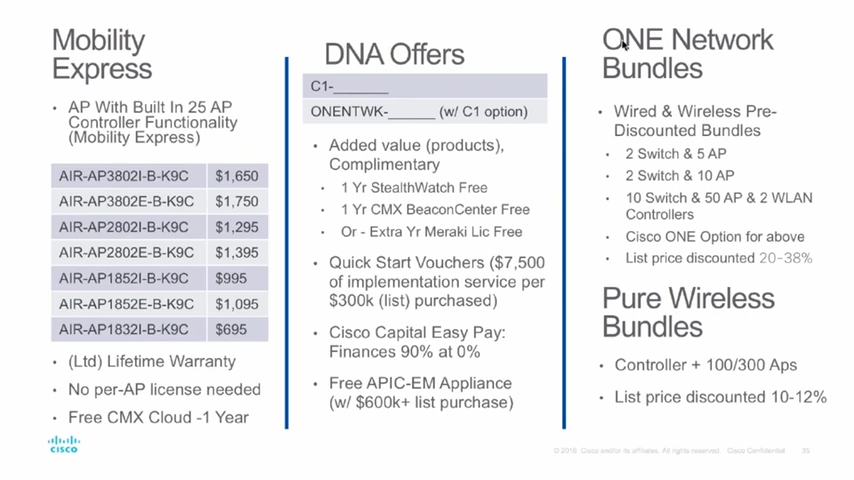 Mobility
Express
• AP With Built In 25 AP
Controller Functionality
(Mobility Express)
AIR-AP3802I-B-K9C $1,650
AIR-AP3802E-B-K9C $1,750
AIR-AP2802I-B-K9C $1,295
AIR-AP2802E-B-K9C $1,395
AIR-AP1852I-B-K9C $995
AIR-AP1852E-B-K9C $1,095
AIR-AP1832I-B-K9C $695
• (Ltd) Lifetime Warranty
• No per-AP license needed
• Free CMX Cloud -1 Year
CISCO
DNA Offers
C1-_______
ONENTWK-______ (w/ C1 option)
• Added value (products),
Complimentary
• 1 Yr StealthWatch Free
• 1 Yr CMX BeaconCenter Free
• Or - Extra Yr Meraki Lic Free
• Quick Start Vouchers ($7,500
of implementation service per
$300k (list) purchased)
• Cisco Capital Easy Pay:
Finances 90% at 0%
• Free APIC-EM Appliance
(w/ $600k+ list purchase)
ONE Network
Bundles
• Wired & Wireless Pre-
Discounted Bundles
• 2 Switch & 5 AP
• 2 Switch & 10 AP
• 10 Switch & 50 AP & 2 WLAN
Controllers
• Cisco ONE Option for above
• List price discounted 20-38%
Pure Wireless
Bundles
• Controller + 100/300 Aps
• List price discounted 10-12%
© 2016 Cisco and/or its affiliates. All rights reserved. Cisco Confidential 35